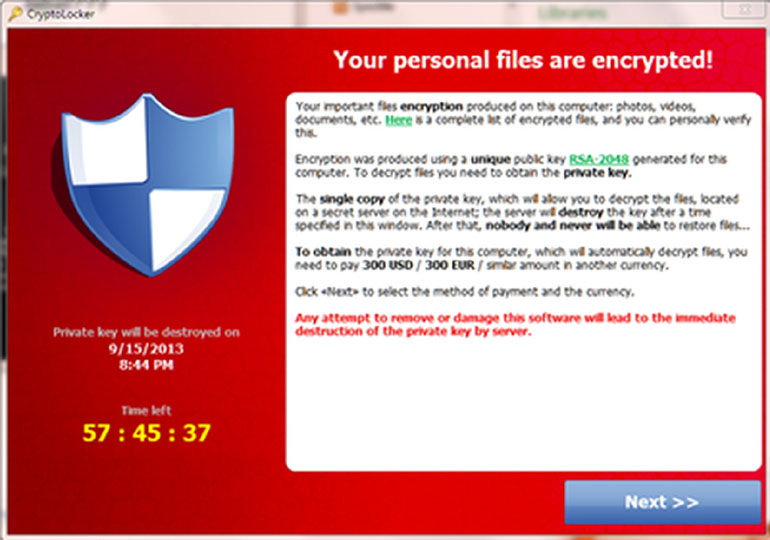 CryptoLocker
Libraries
Your personal files are encrypted!
Your important files encryption produced on this computer: photos, videos,
documents, etc. Here is a complete list of encrypted files, and you can personally verify
this.
Encryption was produced using a unique public key RSA-2048 generated for this
computer. To decrypt files you need to obtain the private key.
The single copy of the private key, which will allow you to decrypt the files, located
on a secret server on the Internet; the server will destroy the key after a time
specified in this window. After that, nobody and never will be able to restore files...
To obtain the private key for this computer, which will automatically decrypt files, you
need to pay 300 USD / 300 EUR / similar amount in another currency.
Click «Next» to select the method of payment and the currency.
Any attempt to remove or damage this software will lead to the immediate
destruction of the private key by server.
Private key will be destroyed on
9/15/2013
8:44 PM
Time left
57 : 45 : 37
Next >>